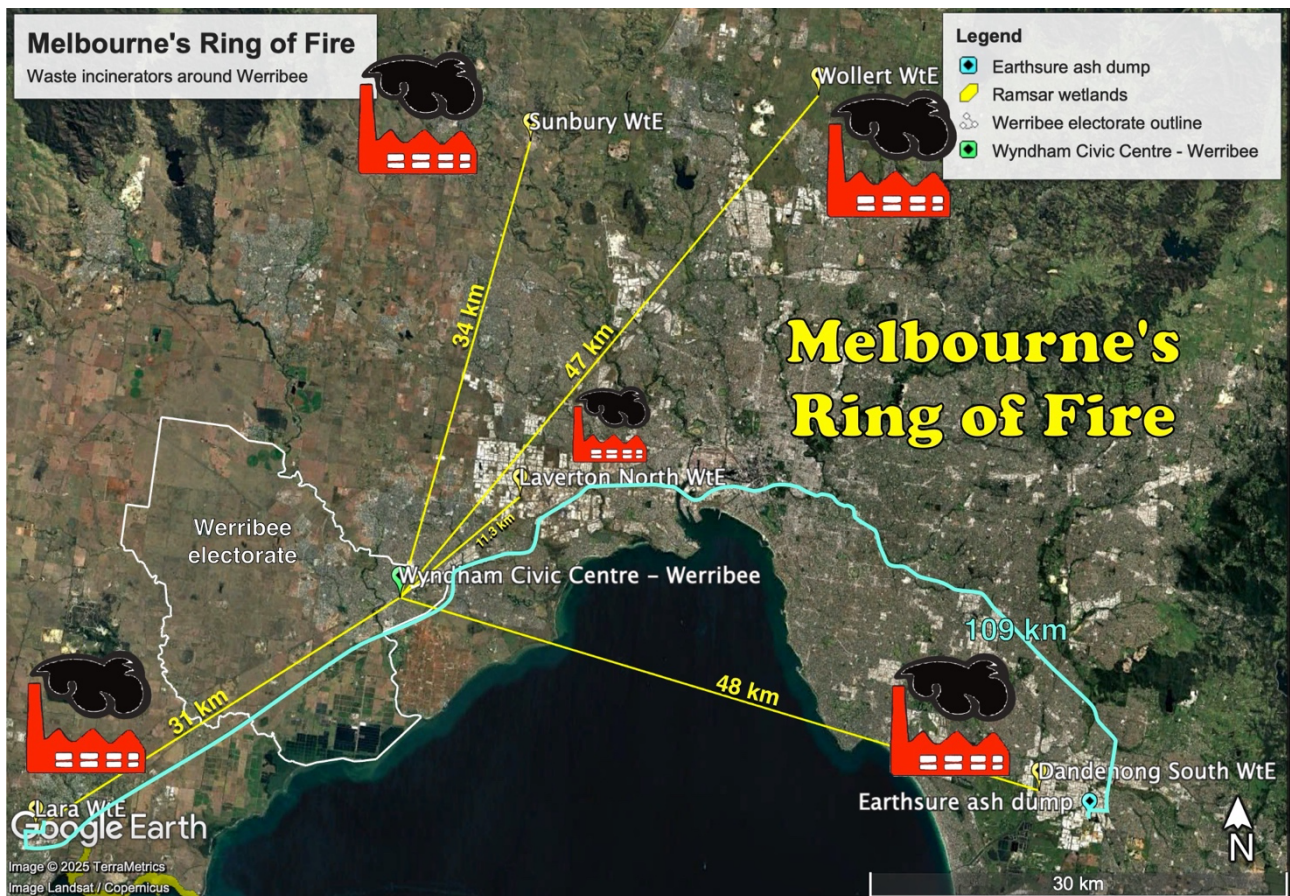 Melbourne's Ring of Fire
Waste incinerators around Werribee
Legend
Earthsure ash dump
Ramsar wetlands
Werribee electorate outline
Wyndham Civic Centre - Werribee
Wollert WtE
Sunbury WtE
34 km
47 km
Melbourne's
Ring of Fire
Laverton North WtE
11.3 km
Werribee
electorate
Wyndham Civic Centre – Werribee
109 km
48 km
31 km
Dandenong South WtE
Earthsure ash dump
Lara WtE
Google Earth
N
Image © 2025 TerraMetrics
Image Landsat / Copernicus
30 km